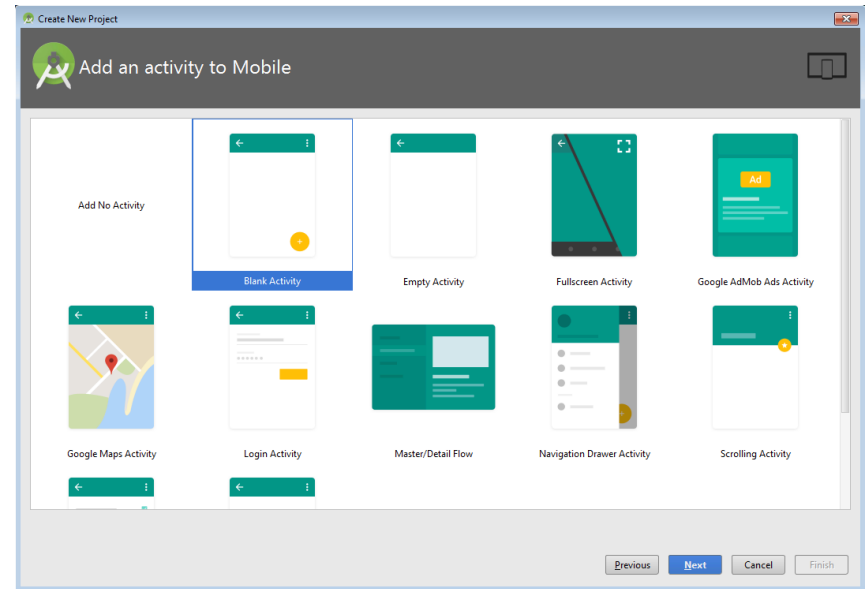 Create New Project
Add an activity to Mobile
Add No Activity
Blank Activity
Empty Activity
Fullscreen Activity
Ad
Google AdMob Ads Activity
Google Maps Activity
Login Activity
Master/Detail Flow
Navigation Drawer Activity
Scrolling Activity
Previous
Next
Cancel
Finish